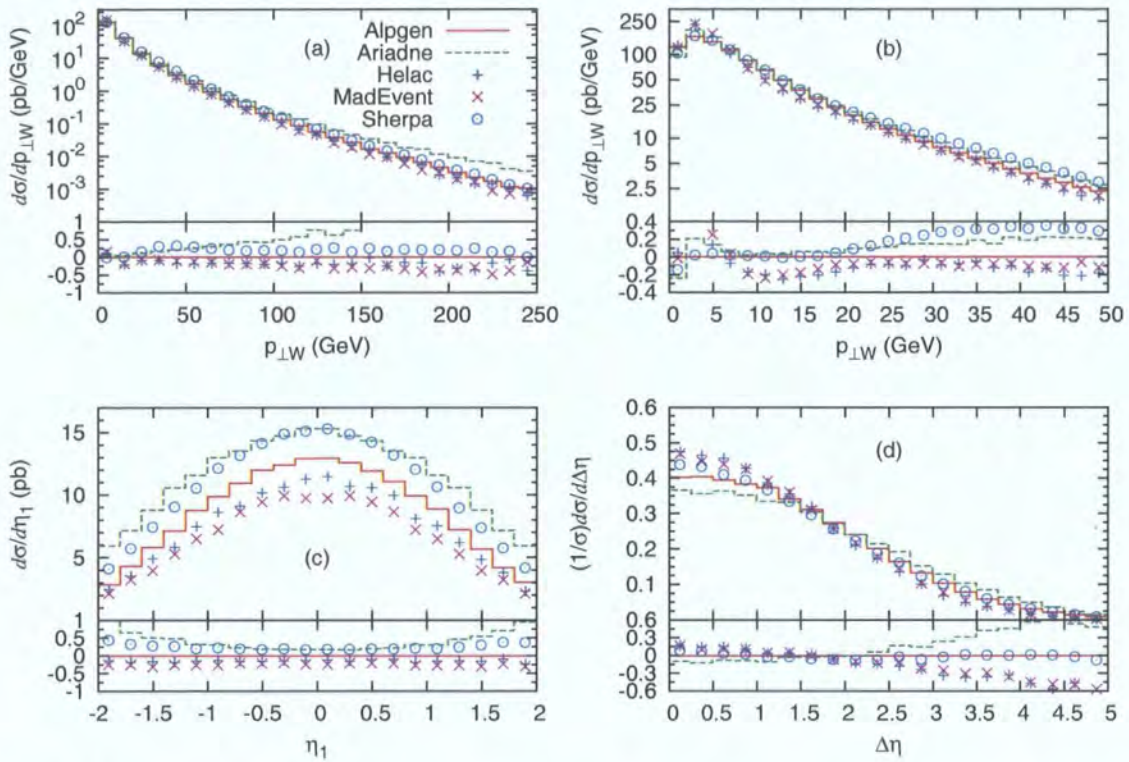 10²
10¹
10⁰
10⁻¹
10⁻²
10⁻³
1
0.5
0
-0.5
-1
dσ/dp⊥W (pb/GeV)
(a)
Alpgen
Ariadne
Helac
MadEvent
Sherpa
0 50 100 150 200 250
p⊥W (GeV)
250
100
50
25
10
5
2.5
0.4
0.2
0
-0.2
-0.4
dσ/dp⊥W (pb/GeV)
(b)
0 5 10 15 20 25 30 35 40 45 50
p⊥W (GeV)
15
10
5
1
0.5
0
-0.5
-1
dσ/dη₁ (pb)
(c)
-2 -1.5 -1 -0.5 0 0.5 1 1.5 2
η₁
0.6
0.5
0.4
0.3
0.2
0.1
0.6
0.3
0
-0.3
-0.6
(1/σ)dσ/dΔη
(d)
0 0.5 1 1.5 2 2.5 3 3.5 4 4.5 5
Δη